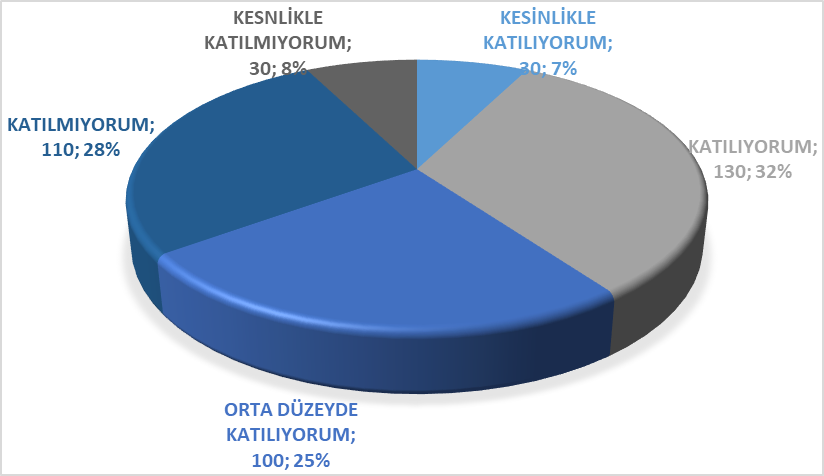 KESNLİKLE
KATILMIYORUM;
30; 8%
KESİNLİKLE
KATILIYORUM;
30; 7%
KATILMIYORUM;
110; 28%
KATILIYORUM;
130; 32%
ORTA DÜZEYDE
KATILIYORUM;
100; 25%